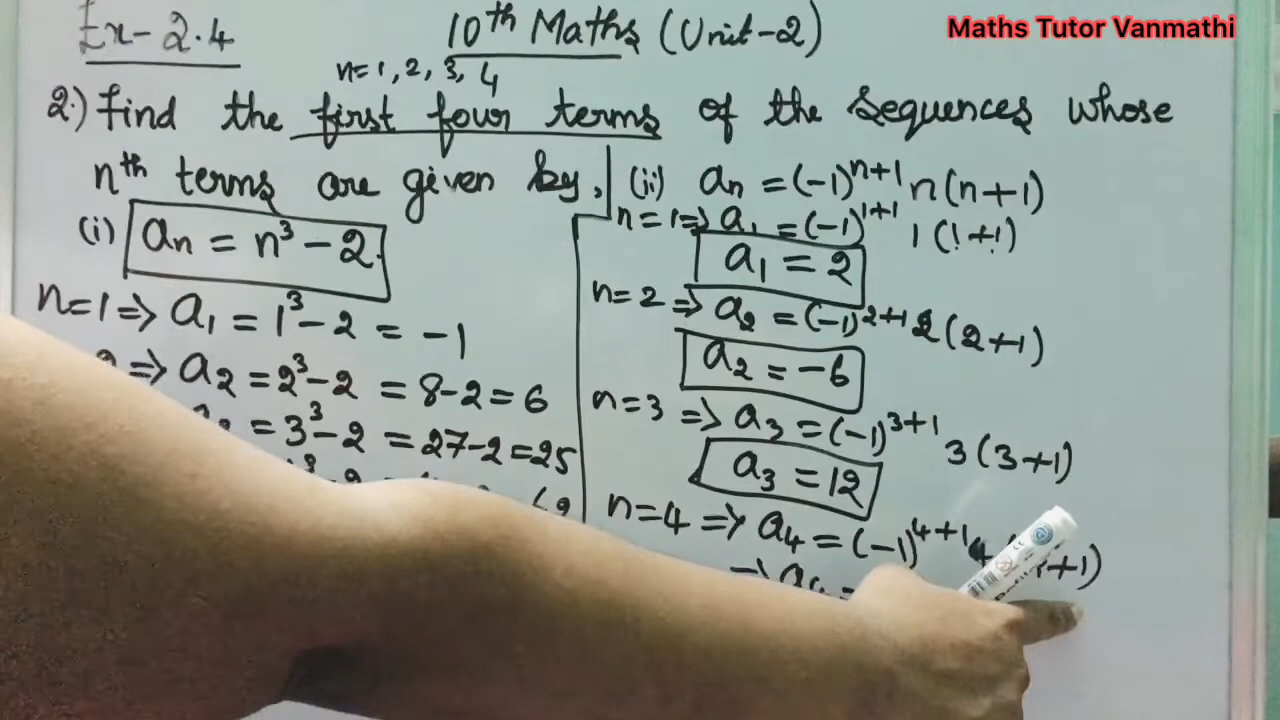 Ex-2.4
10th Maths (Unit-2)
Maths Tutor Vanmathi
n=1, 2, 3, 4
2.) find the first four terms of the sequences whose
nth terms are given by,
(i) an = n³-2.
n=1 => a₁ = 1³-2 = -1
=> a₂ = 2³-2 = 8-2 = 6
= 3³-2 = 27-2 = 25
(ii) an = (-1)ⁿ⁺¹ n(n+1)
n=1 => a₁ = (-1)¹⁺¹ 1(1+1)
a₁ = 2
n=2 => a₂ = (-1)²⁺¹ 2(2+1)
a₂ = -6
n=3 => a₃ = (-1)³⁺¹ 3(3+1)
a₃ = 12
n=4 => a₄ = (-1)⁴⁺¹ 4 +1)